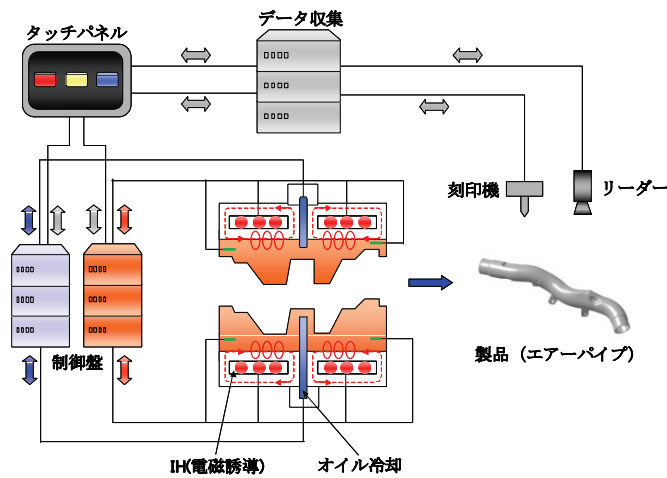 データ収集
タッチパネル
刻印機
リーダー
制御盤
製品（エアーパイプ）
IH(電磁誘導)
オイル冷却